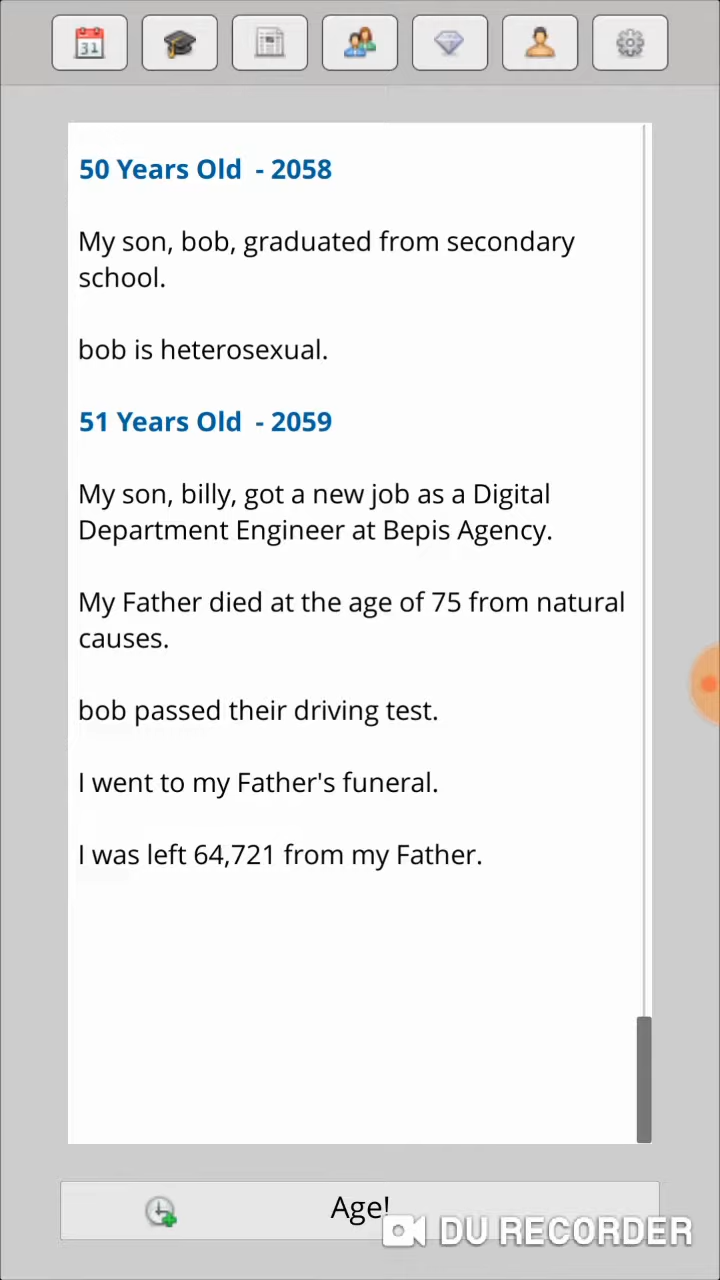 31
50 Years Old - 2058
My son, bob, graduated from secondary
school.
bob is heterosexual.
51 Years Old - 2059
My son, billy, got a new job as a Digital
Department Engineer at Bepis Agency.
My Father died at the age of 75 from natural
causes.
bob passed their driving test.
I went to my Father's funeral.
I was left 64,721 from my Father.
Age!
DU RECORDER